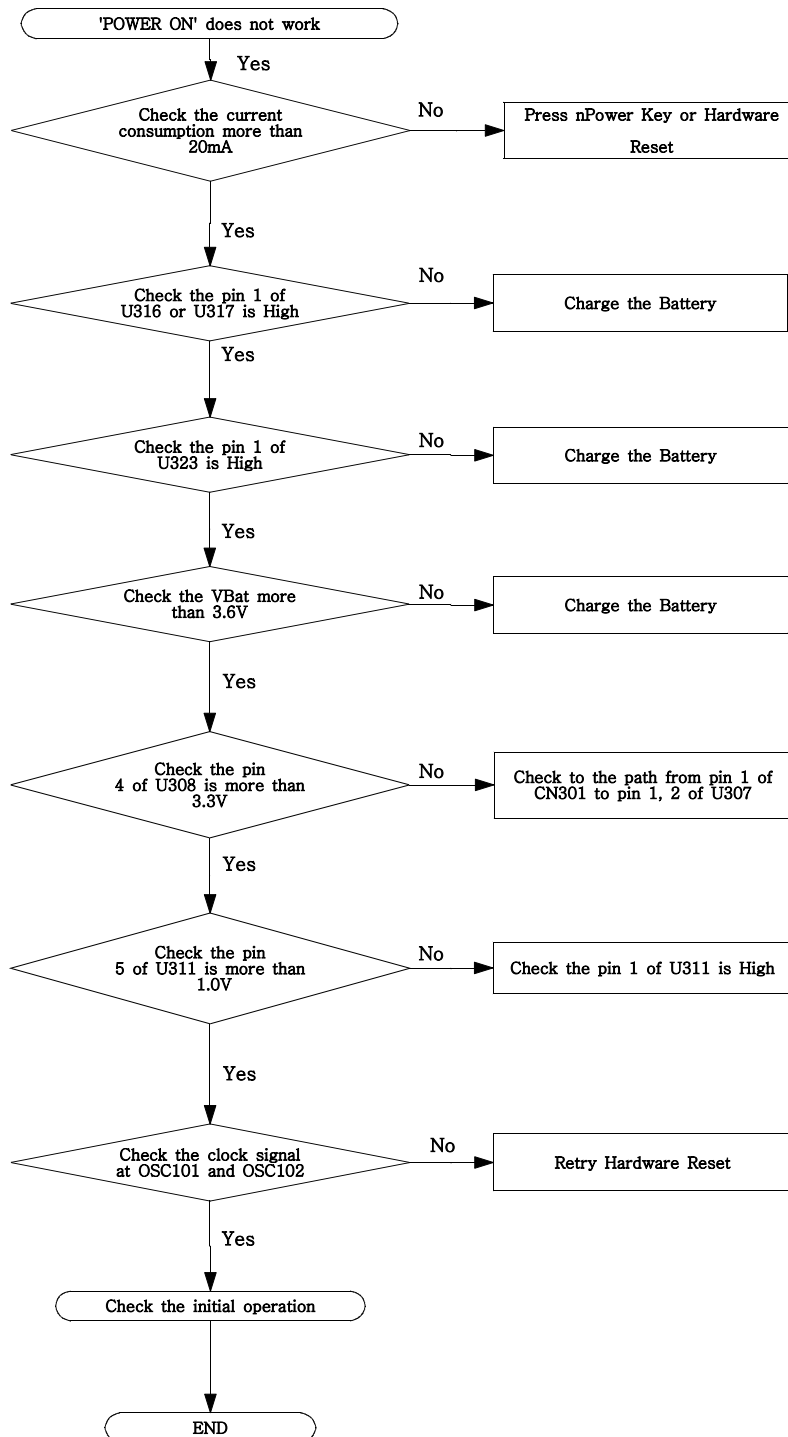 'POWER ON' does not work
Yes
Check the current
consumption more than
20mA
No
Press nPower Key or Hardware
Reset
Yes
Check the pin 1 of
U316 or U317 is High
No
Charge the Battery
Yes
Check the pin 1 of
U323 is High
No
Charge the Battery
Yes
Check the VBat more
than 3.6V
No
Charge the Battery
Yes
Check the pin
4 of U308 is more than
3.3V
No
Check to the path from pin 1 of
CN301 to pin 1, 2 of U307
Yes
Check the pin
5 of U311 is more than
1.0V
No
Check the pin 1 of U311 is High
Yes
Check the clock signal
at OSC101 and OSC102
No
Retry Hardware Reset
Yes
Check the initial operation
END